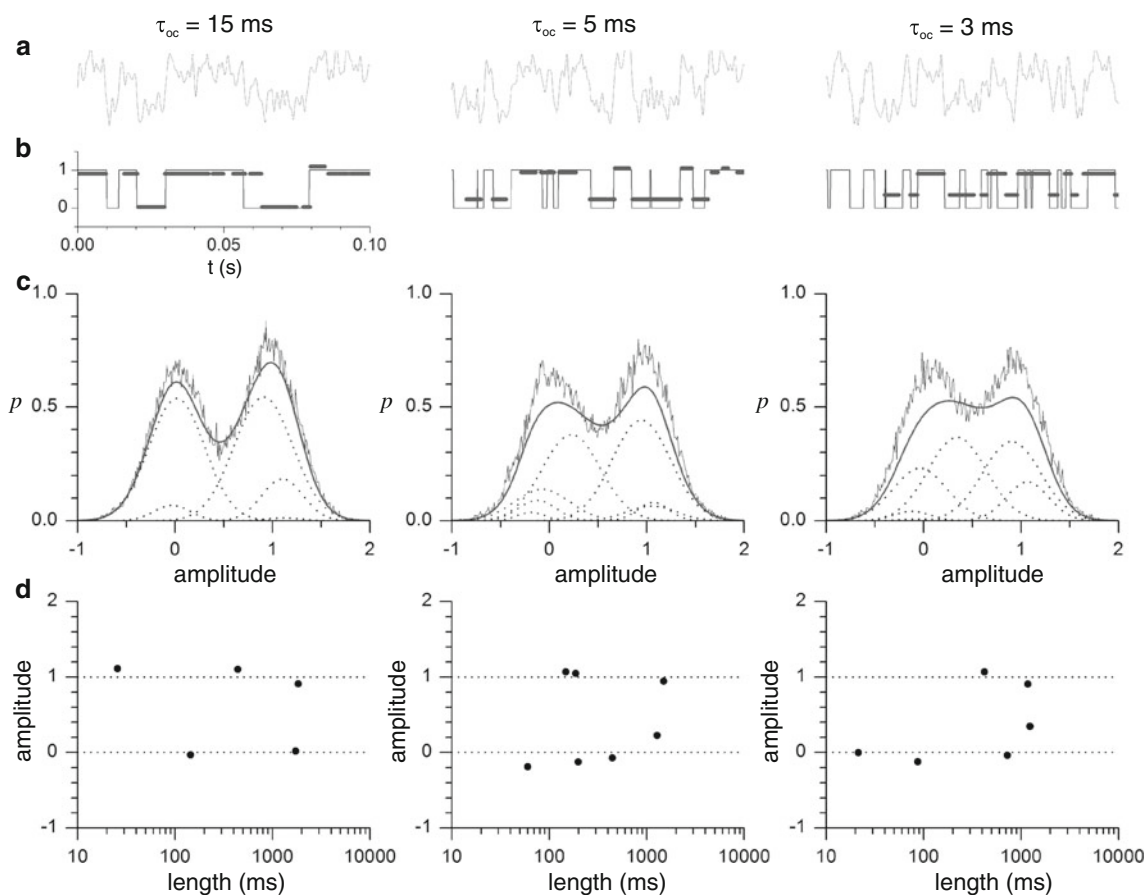 τoc = 15 ms τoc = 5 ms τoc = 3 ms
a
b
1
0
0.00 0.05 0.10
t (s)
c
1.0 1.0 1.0
p 0.5 p 0.5 p 0.5
0.0 0.0 0.0
-1 0 1 2 -1 0 1 2 -1 0 1 2
amplitude amplitude amplitude
d
2 2 2
1 1 1
amplitude amplitude amplitude
0 0 0
-1 -1 -1
10 100 1000 10000 10 100 1000 10000 10 100 1000 10000
length (ms) length (ms) length (ms)